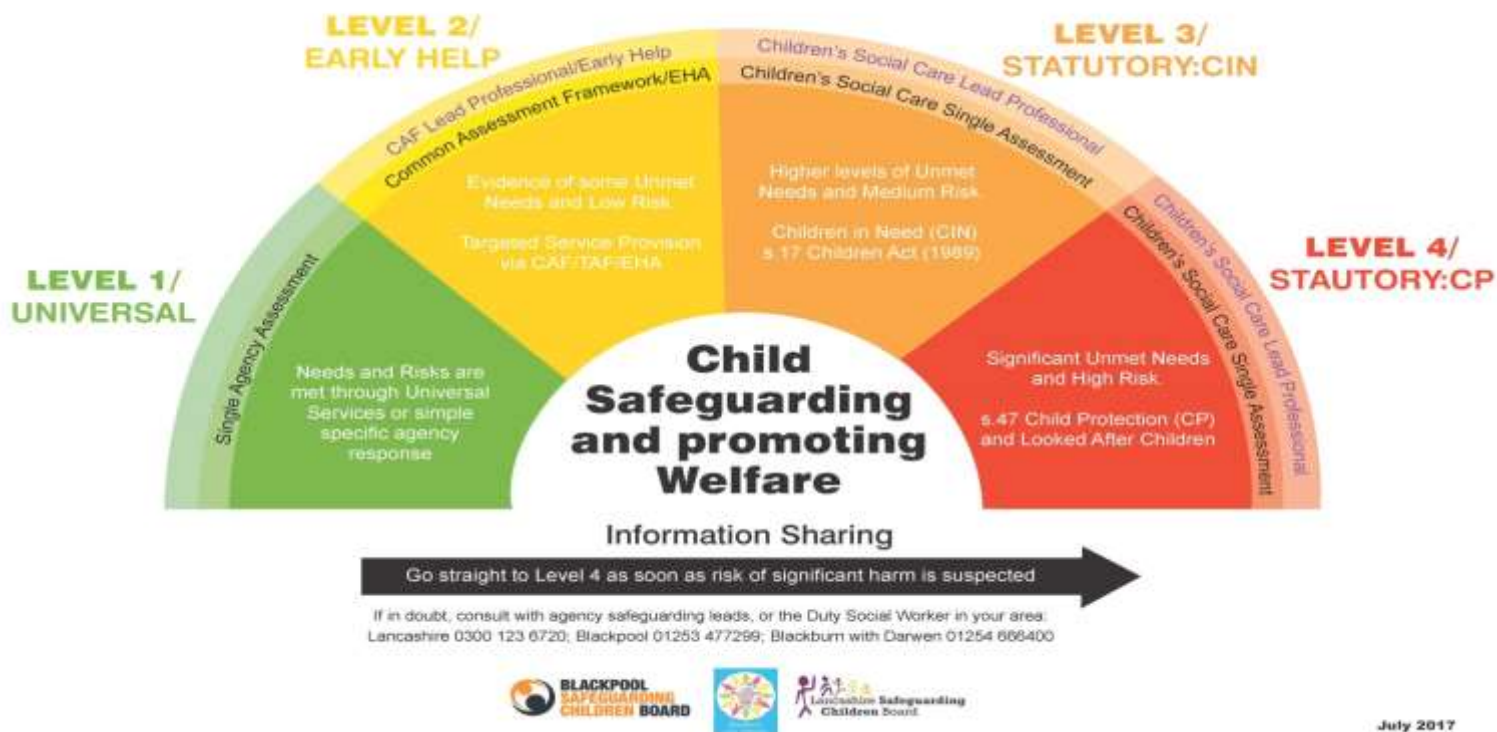 LEVEL 2/
EARLY HELP
LEVEL 3/
STATUTORY:CIN
LEVEL 1/
UNIVERSAL
LEVEL 4/
STAUTORY:CP
CAF Lead Professional/Early Help
Common Assessment Framework/EHA
Children's Social Care Lead Professional
Children's Social Care Single Assessment
Single Agency Assessment
Children's Social Care Lead Professional
Children's Social Care Single Assessment
Evidence of some Unmet
Needs and Low Risk
Targeted Service Provision
via CAF/TAF/EHA
Higher levels of Unmet
Needs and Medium Risk
Children in Need (CIN)
s.17 Children Act (1989)
Needs and Risks are
met through Universal
Services or simple
specific agency
response
Significant Unmet Needs
and High Risk
s.47 Child Protection (CP)
and Looked After Children
Child
Safeguarding
and promoting
Welfare
Information Sharing
Go straight to Level 4 as soon as risk of significant harm is suspected
If in doubt, consult with agency safeguarding leads, or the Duty Social Worker in your area:
Lancashire 0300 123 6720; Blackpool 01253 477299; Blackburn with Darwen 01254 666400
BLACKPOOL
SAFEGUARDING
CHILDREN BOARD
Lancashire Safeguarding
Children Board
July 2017